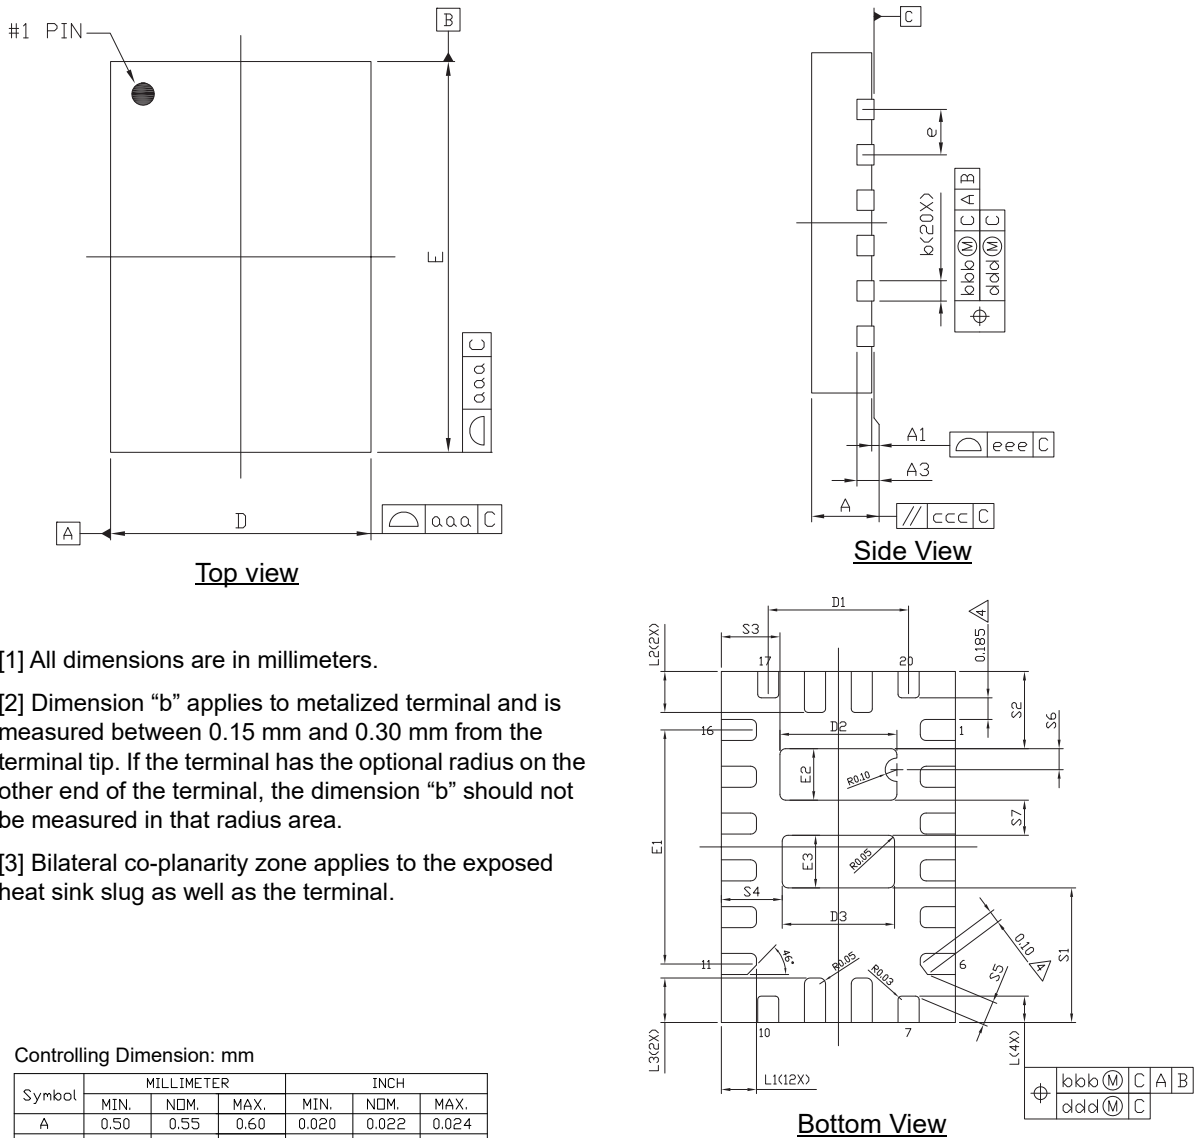 #1 PIN
B
E
⌓ aaa C
A
D
⌓ aaa C
Top view
C
e
b(20X)
⌖ bbb Ⓜ C A B
ddd Ⓜ C
A1
⌓ eee C
A3
A
// ccc C
Side View
[1] All dimensions are in millimeters.
[2] Dimension “b” applies to metalized terminal and is
measured between 0.15 mm and 0.30 mm from the
terminal tip. If the terminal has the optional radius on the
other end of the terminal, the dimension “b” should not
be measured in that radius area.
[3] Bilateral co-planarity zone applies to the exposed
heat sink slug as well as the terminal.
D1
L2(2X)
S3
0.185 4
17
20
S2
S6
16
D2
1
E2
R0.10
S7
E1
E3
R0.05
S4
D3
S1
0.10 4
11
46°
R0.05
R0.03
6
S5
10
7
L3(2X)
L1(12X)
L(4X)
⌖ bbb Ⓜ C A B
ddd Ⓜ C
Bottom View
Controlling Dimension: mm
Symbol MILLIMETER INCH
MIN. NOM. MAX. MIN. NOM. MAX.
A 0.50 0.55 0.60 0.020 0.022 0.024